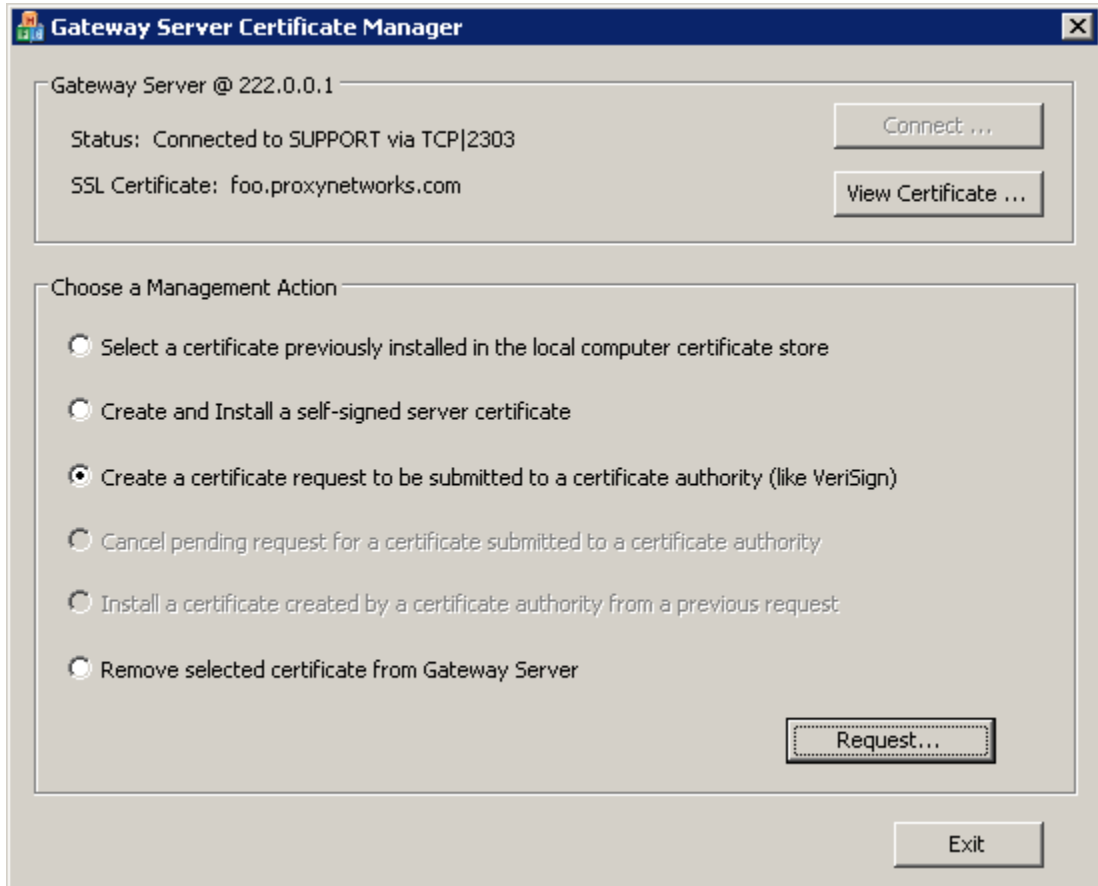 Gateway Server Certificate Manager
Gateway Server @ 222.0.0.1
Status: Connected to SUPPORT via TCP|2303
Connect ...
SSL Certificate: foo.proxynetworks.com
View Certificate ...
Choose a Management Action
Select a certificate previously installed in the local computer certificate store
Create and Install a self-signed server certificate
Create a certificate request to be submitted to a certificate authority (like VeriSign)
Cancel pending request for a certificate submitted to a certificate authority
Install a certificate created by a certificate authority from a previous request
Remove selected certificate from Gateway Server
Request...
Exit